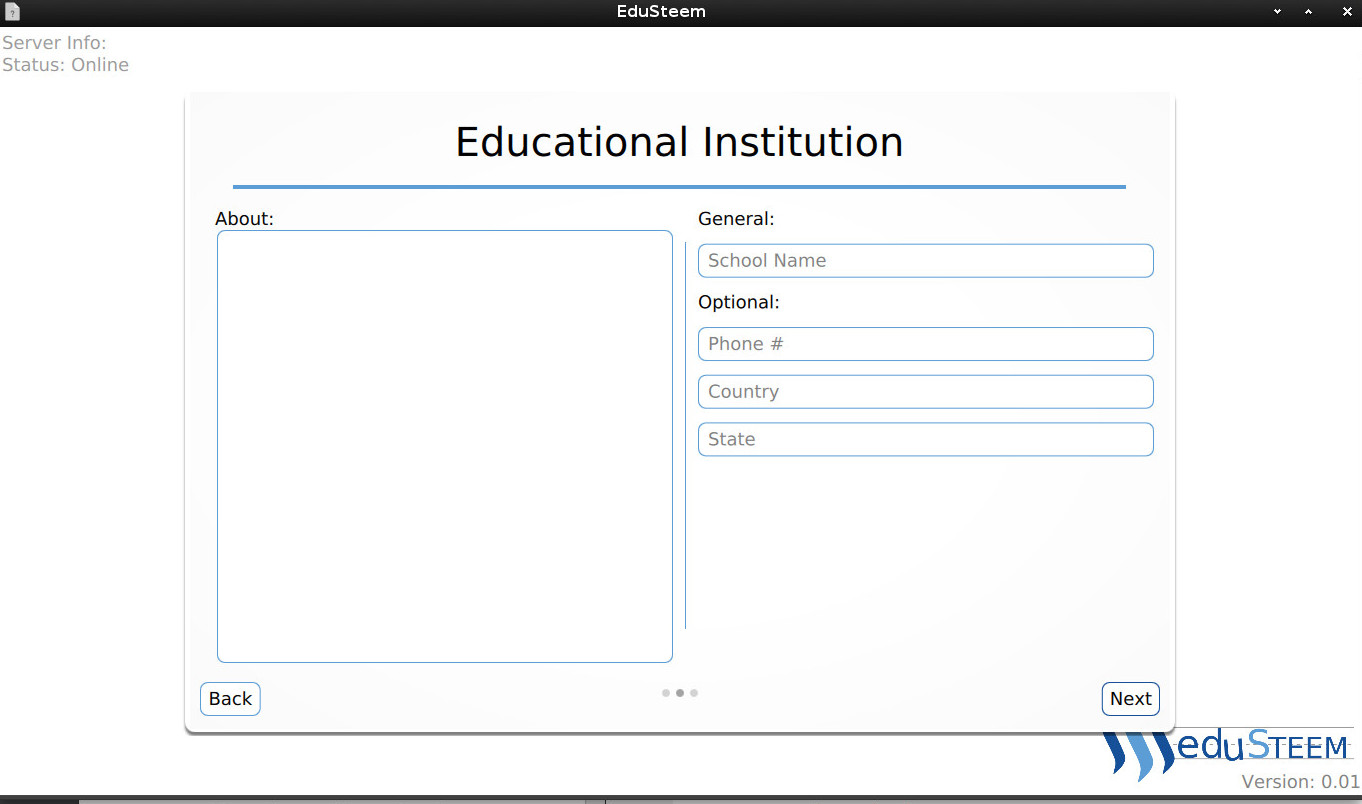 EduSteem
Server Info:
Status: Online
Educational Institution
About:
General:
School Name
Optional:
Phone #
Country
State
Back
Next
eduSTEEM
Version: 0.01